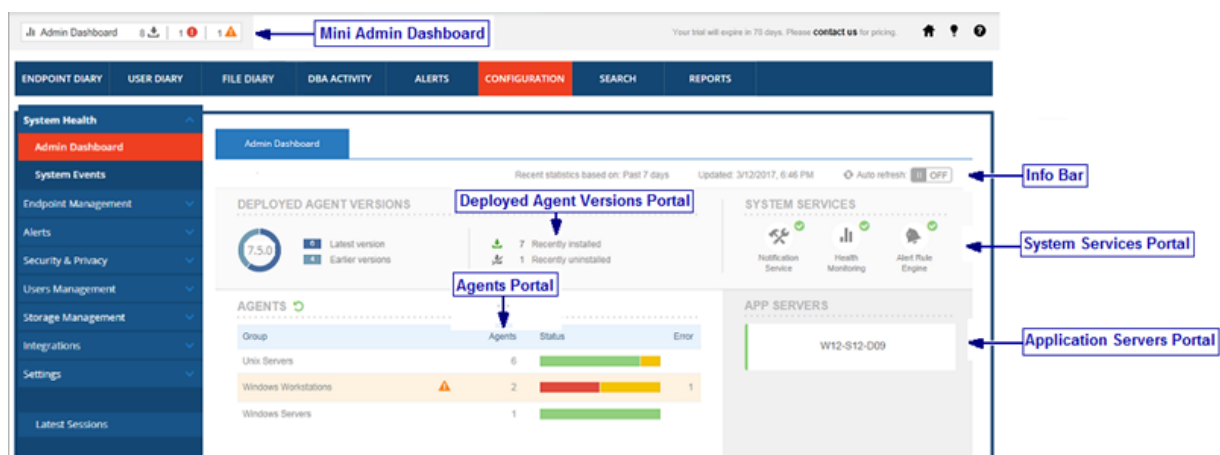 Admin Dashboard 8 1 1
Mini Admin Dashboard
Your trial will expire in 70 days. Please contact us for pricing.
ENDPOINT DIARY USER DIARY FILE DIARY DBA ACTIVITY ALERTS CONFIGURATION SEARCH REPORTS
System Health
Admin Dashboard
System Events
Endpoint Management
Alerts
Security & Privacy
Users Management
Storage Management
Integrations
Settings
Latest Sessions
Admin Dashboard
Recent statistics based on: Past 7 days Updated: 3/12/2017, 6:46 PM Auto refresh: OFF
Info Bar
DEPLOYED AGENT VERSIONS
Deployed Agent Versions Portal
7.5.0
6 Latest version
4 Earlier versions
7 Recently installed
1 Recently uninstalled
SYSTEM SERVICES
Notification Service
Health Monitoring
Alert Rule Engine
System Services Portal
Agents Portal
AGENTS
Group Agents Status Error
Unix Servers 6
Windows Workstations 2 1
Windows Servers 1
APP SERVERS
W12-S12-D09
Application Servers Portal